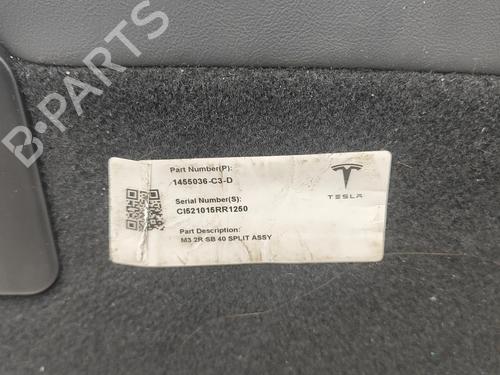 B-PARTS
Part Number(P):
1455036-C3-D
Serial Number(S):
CI521015RR1250
Part Description:
M3 2R SB 40 SPLIT ASSY
TESLA